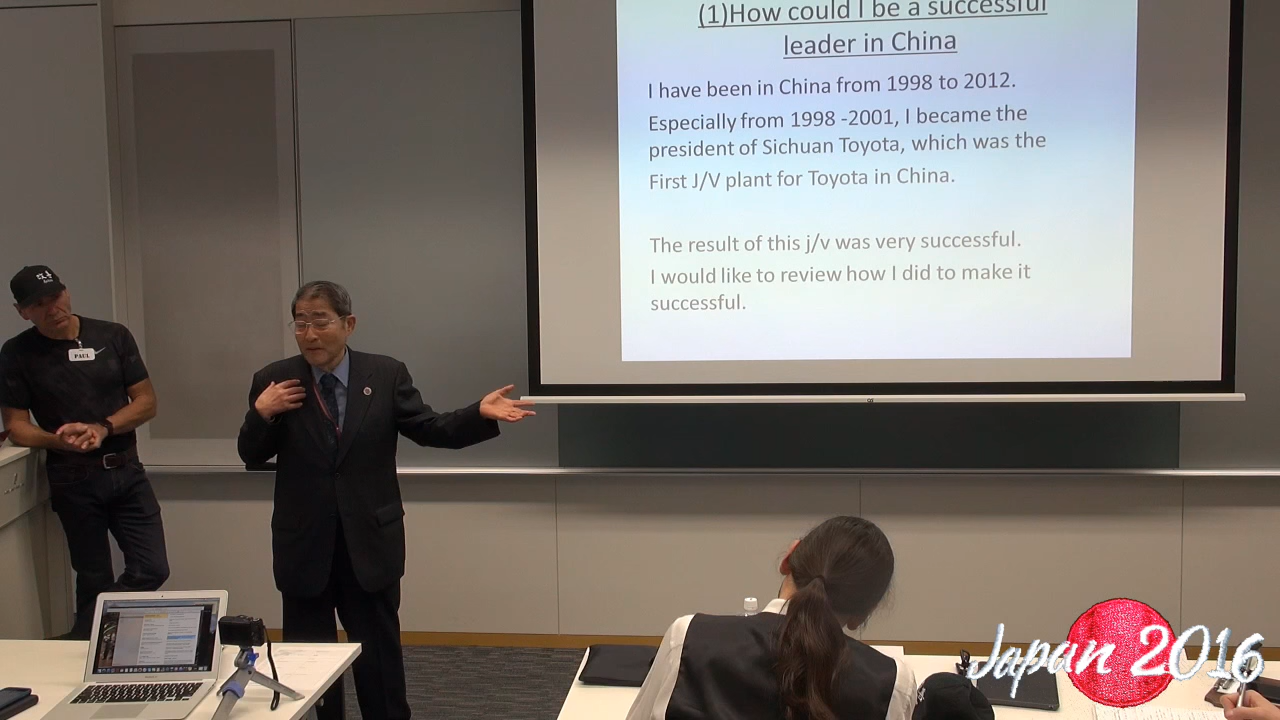 (1)How could I be a successful
leader in China
I have been in China from 1998 to 2012.
Especially from 1998 -2001, I became the
president of Sichuan Toyota, which was the
First J/V plant for Toyota in China.
The result of this j/v was very successful.
I would like to review how I did to make it
successful.
PAUL
Japan 2016